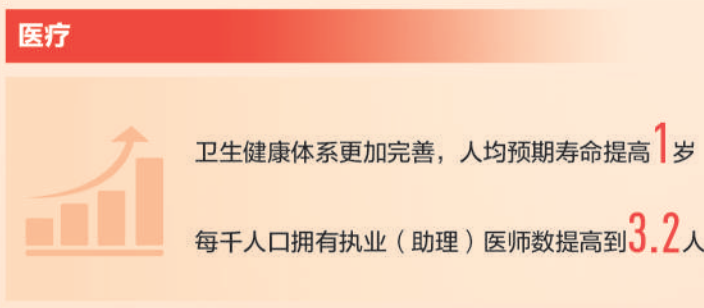 医疗
卫生健康体系更加完善，人均预期寿命提高1岁
每千人口拥有执业（助理）医师数提高到3.2人